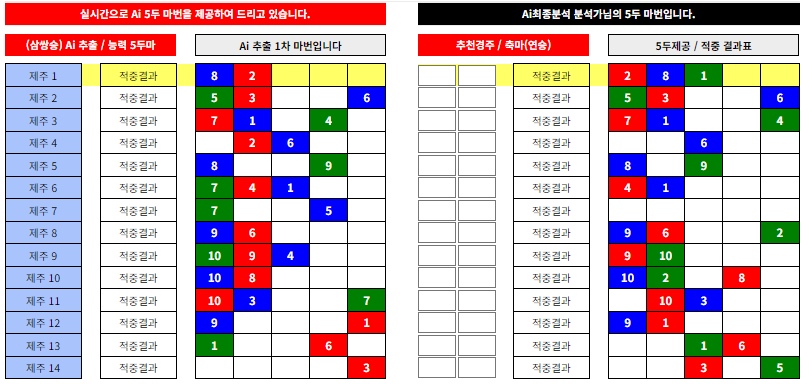 실시간으로 Ai 5두 마번을 제공하여 드리고 있습니다.
Ai최종분석 분석가님의 5두 마번입니다.
(삼쌍승) Ai 추출 / 능력 5두마
Ai 추출 1차 마번입니다
추천경주 / 축마(연승)
5두제공 / 적중 결과표
제주 1 적중결과 8 2 적중결과 2 8 1
제주 2 적중결과 5 3 6 적중결과 5 3 6
제주 3 적중결과 7 1 4 적중결과 7 1 4
제주 4 적중결과 2 6 적중결과 6
제주 5 적중결과 8 9 적중결과 8 9
제주 6 적중결과 7 4 1 적중결과 4 1
제주 7 적중결과 7 5 적중결과
제주 8 적중결과 9 6 적중결과 9 6 2
제주 9 적중결과 10 9 4 적중결과 9 10
제주 10 적중결과 10 8 적중결과 10 2 8
제주 11 적중결과 10 3 7 적중결과 10 3
제주 12 적중결과 9 1 적중결과 9 1
제주 13 적중결과 1 6 적중결과 1 6
제주 14 적중결과 3 적중결과 3 5